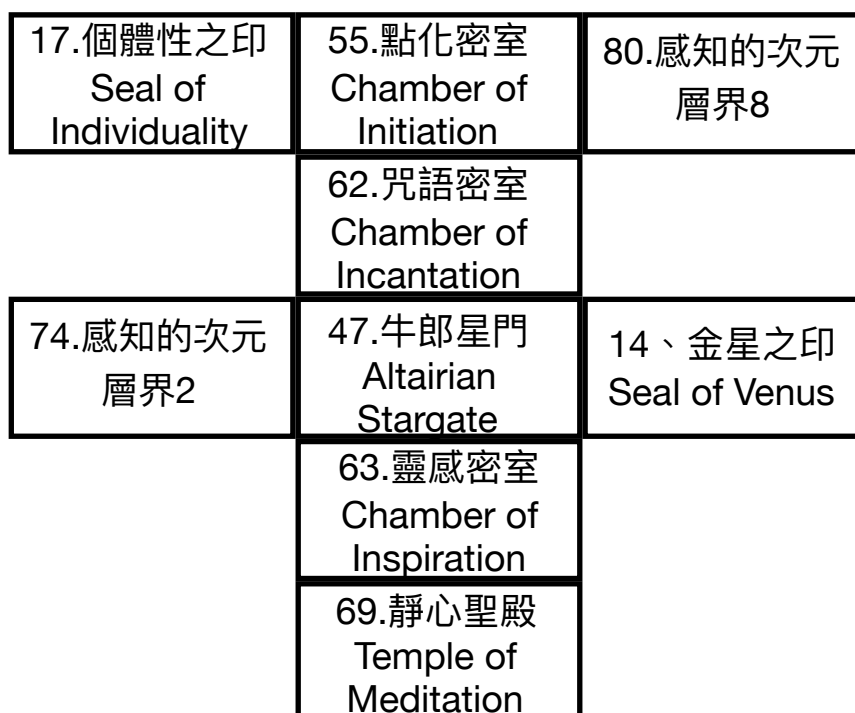 17.個體性之印
Seal of
Individuality
55.點化密室
Chamber of
Initiation
80.感知的次元
層界8
62.咒語密室
Chamber of
Incantation
74.感知的次元
層界2
47.牛郎星門
Altairian
Stargate
14、金星之印
Seal of Venus
63.靈感密室
Chamber of
Inspiration
69.靜心聖殿
Temple of
Meditation